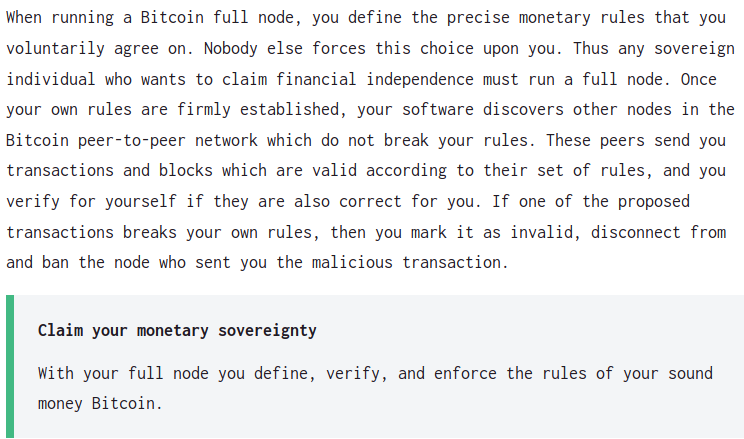 When running a Bitcoin full node, you define the precise monetary rules that you
voluntarily agree on. Nobody else forces this choice upon you. Thus any sovereign
individual who wants to claim financial independence must run a full node. Once
your own rules are firmly established, your software discovers other nodes in the
Bitcoin peer-to-peer network which do not break your rules. These peers send you
transactions and blocks which are valid according to their set of rules, and you
verify for yourself if they are also correct for you. If one of the proposed
transactions breaks your own rules, then you mark it as invalid, disconnect from
and ban the node who sent you the malicious transaction.
Claim your monetary sovereignty
With your full node you define, verify, and enforce the rules of your sound
money Bitcoin.